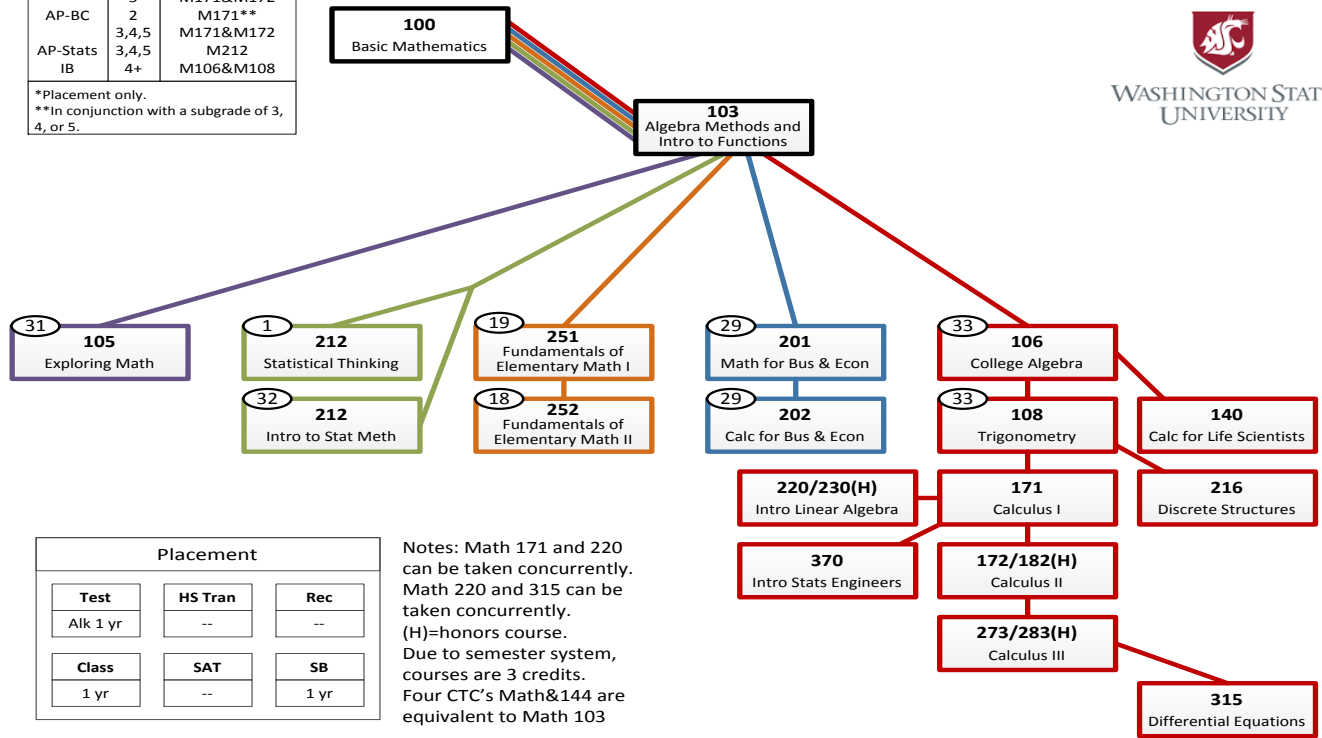 3 M171&M172
AP-BC 2 M171**
3,4,5 M171&M172
AP-Stats 3,4,5 M212
IB 4+ M106&M108
*Placement only.
**In conjunction with a subgrade of 3,
4, or 5.
100
Basic Mathematics
WASHINGTON STAT
UNIVERSITY
103
Algebra Methods and
Intro to Functions
31
105
Exploring Math
1
212
Statistical Thinking
32
212
Intro to Stat Meth
19
251
Fundamentals of
Elementary Math I
18
252
Fundamentals of
Elementary Math II
29
201
Math for Bus & Econ
29
202
Calc for Bus & Econ
33
106
College Algebra
33
108
Trigonometry
140
Calc for Life Scientists
220/230(H)
Intro Linear Algebra
171
Calculus I
216
Discrete Structures
370
Intro Stats Engineers
172/182(H)
Calculus II
273/283(H)
Calculus III
315
Differential Equations
Placement
Test HS Tran Rec
Alk 1 yr -- --
Class SAT SB
1 yr -- 1 yr
Notes: Math 171 and 220
can be taken concurrently.
Math 220 and 315 can be
taken concurrently.
(H)=honors course.
Due to semester system,
courses are 3 credits.
Four CTC's Math&144 are
equivalent to Math 103